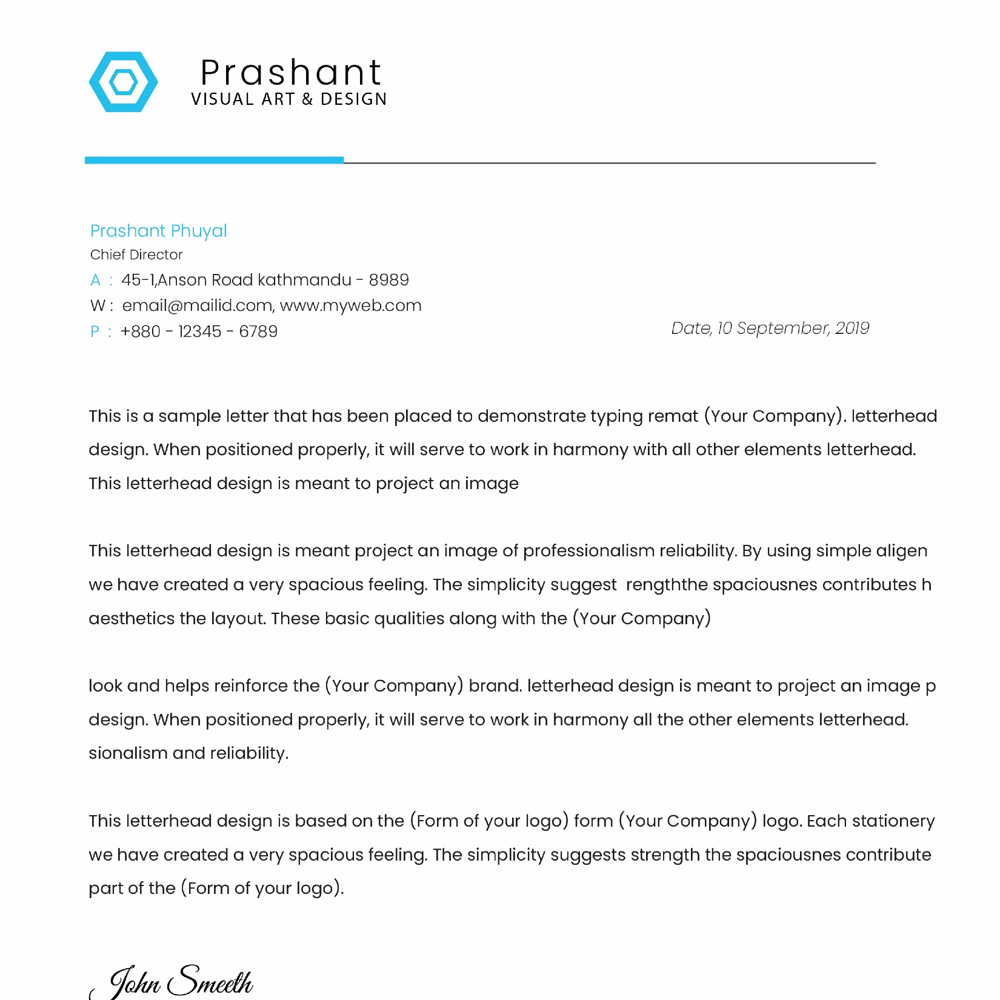 Prashant
VISUAL ART & DESIGN
Prashant Phuyal
Chief Director
A : 45-1,Anson Road kathmandu - 8989
W : email@mailid.com, www.myweb.com
P : +880 - 12345 - 6789
Date, 10 September, 2019
This is a sample letter that has been placed to demonstrate typing remat (Your Company). letterhead
design. When positioned properly, it will serve to work in harmony with all other elements letterhead.
This letterhead design is meant to project an image
This letterhead design is meant project an image of professionalism reliability. By using simple aligen
we have created a very spacious feeling. The simplicity suggest  rengththe spaciousnes contributes h
aesthetics the layout. These basic qualities along with the (Your Company)
look and helps reinforce the (Your Company) brand. letterhead design is meant to project an image p
design. When positioned properly, it will serve to work in harmony all the other elements letterhead.
sionalism and reliability.
This letterhead design is based on the (Form of your logo) form (Your Company) logo. Each stationery
we have created a very spacious feeling. The simplicity suggests strength the spaciousnes contribute
part of the (Form of your logo).
John Smeeth